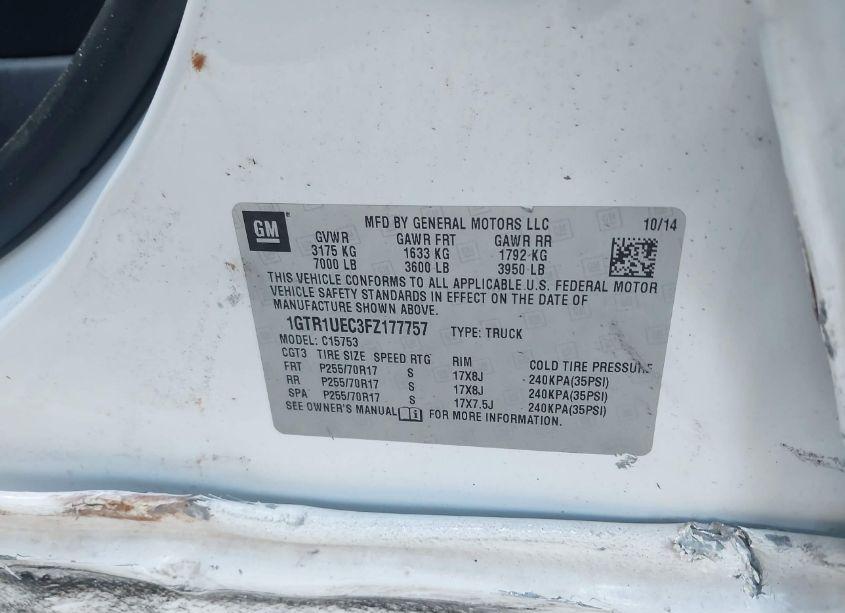 GM
MFD BY GENERAL MOTORS LLC 10/14
GVWR GAWR FRT GAWR RR
3175 KG 1633 KG 1792 KG
7000 LB 3600 LB 3950 LB
THIS VEHICLE CONFORMS TO ALL APPLICABLE U.S. FEDERAL MOTOR
VEHICLE SAFETY STANDARDS IN EFFECT ON THE DATE OF
MANUFACTURE SHOWN ABOVE.
1GTR1UEC3FZ177757 TYPE: TRUCK
MODEL: C15753
CGT3 TIRE SIZE SPEED RTG RIM COLD TIRE PRESSURE
FRT P255/70R17 S 17X8J 240KPA(35PSI)
RR P255/70R17 S 17X8J 240KPA(35PSI)
SPA P255/70R17 S 17X7.5J 240KPA(35PSI)
SEE OWNER'S MANUAL FOR MORE INFORMATION.